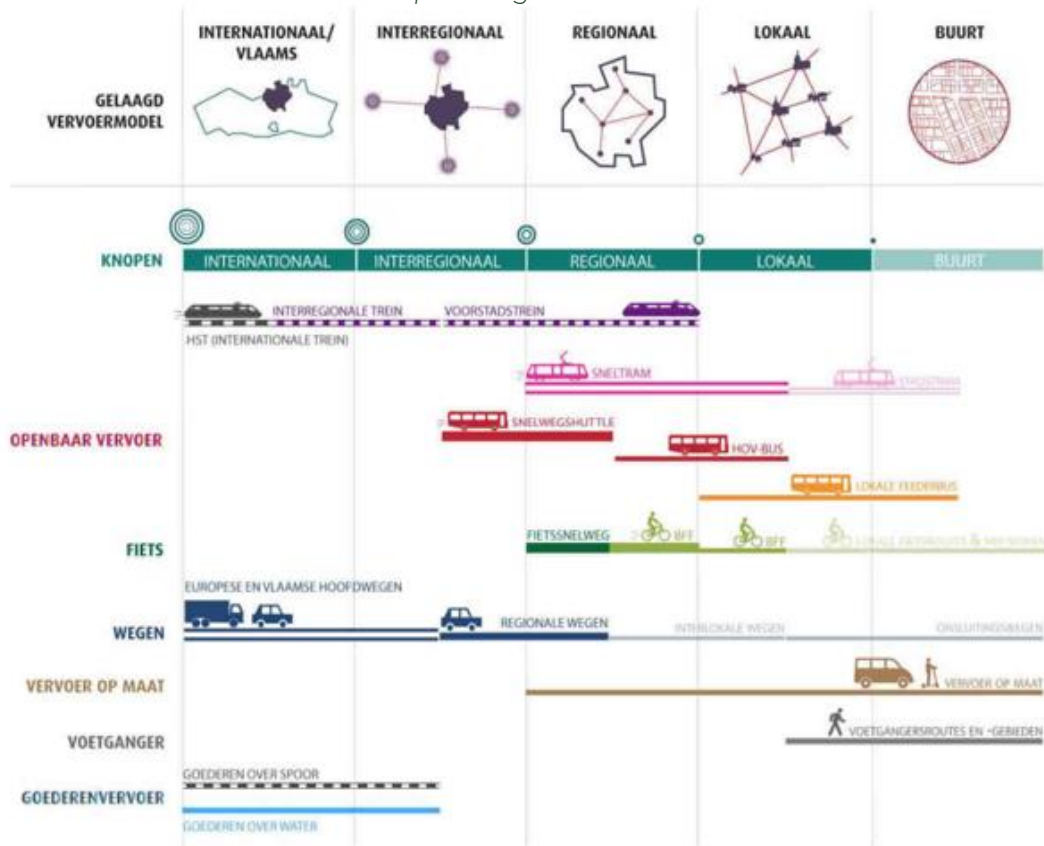 INTERNATIONAAL/
VLAAMS
INTERREGIONAAL
REGIONAAL
LOKAAL
BUURT
GELAAGD
VERVOERMODEL
KNOPEN
INTERNATIONAAL
INTERREGIONAAL
REGIONAAL
LOKAAL
BUURT
INTERREGIONALE TREIN
VOORSTADSTREIN
HST (INTERNATIONALE TREIN)
SNELTRAM
STADSTRAM
OPENBAAR VERVOER
SNELWEGSHUTTLE
HOV-BUS
LOKALE FEEDERBUS
FIETS
FIETSSNELWEG
BFF
BFF
LOKALE
EUROPESE EN VLAAMSE HOOFDWEGEN
WEGEN
REGIONALE WEGEN
INTERLOKALE WEGEN
ONSLUITINGSWEGEN
VERVOER OP MAAT
VERVOER OP MAAT
VOETGANGER
VOETGANGERSROUTES EN -GEBIEDEN
GOEDERENVERVOER
GOEDEREN OVER SPOOR
GOEDEREN OVER WATER